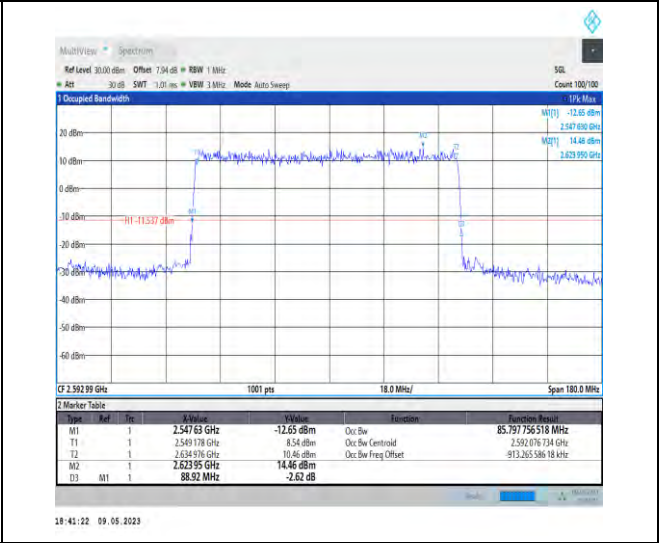 MultiView Spectrum
Ref Level 30.00 dBm Offset 7.94 dB RBW 1 MHz SGL
Att 30 dB SWT 1.01 ms VBW 3 MHz Mode Auto Sweep Count 100/100
1 Occupied Bandwidth 1Pk Max
M1[1] -12.65 dBm
2.547 630 GHz
M2[1] 14.46 dBm
2.623 950 GHz
20 dBm
M2
10 dBm
0 dBm
M1
-10 dBm
H1 -11.537 dBm
-20 dBm
-30 dBm
-40 dBm
-50 dBm
-60 dBm
CF 2.592 99 GHz 1001 pts 18.0 MHz/ Span 180.0 MHz
2 Marker Table
Type Ref Trc X-Value Y-Value Function Function Result
M1 1 2.547 63 GHz -12.65 dBm Occ Bw 85.797 756 518 MHz
T1 1 2.549 178 GHz 8.54 dBm Occ Bw Centroid 2.592 076 734 GHz
T2 1 2.634 976 GHz 10.46 dBm Occ Bw Freq Offset -913.265 586 18 kHz
M2 1 2.623 95 GHz 14.46 dBm
D3 M1 1 88.92 MHz -2.62 dB
18:41:22 09.05.2023